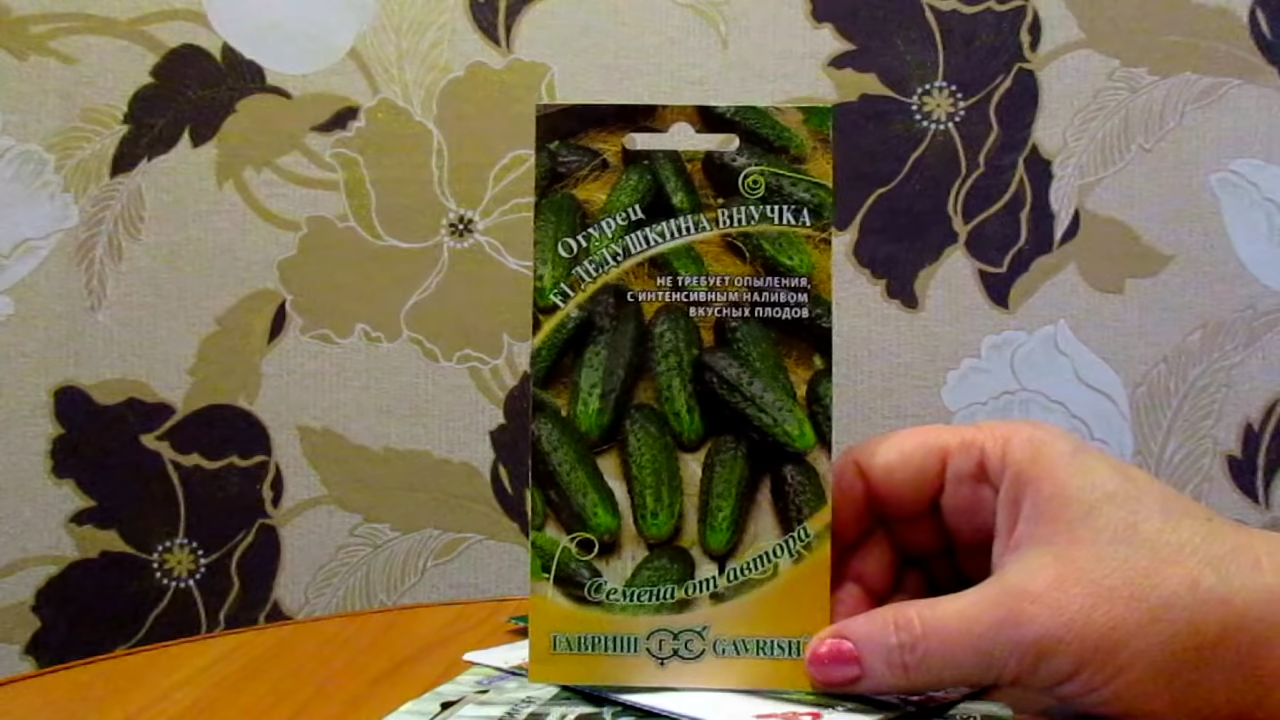 Огурец
F1 ДЕДУШКИНА ВНУЧКА
НЕ ТРЕБУЕТ ОПЫЛЕНИЯ,
С ИНТЕНСИВНЫМ НАЛИВОМ
ВКУСНЫХ ПЛОДОВ
Семена от автора
ГАВРИШ Г С GAVRISH